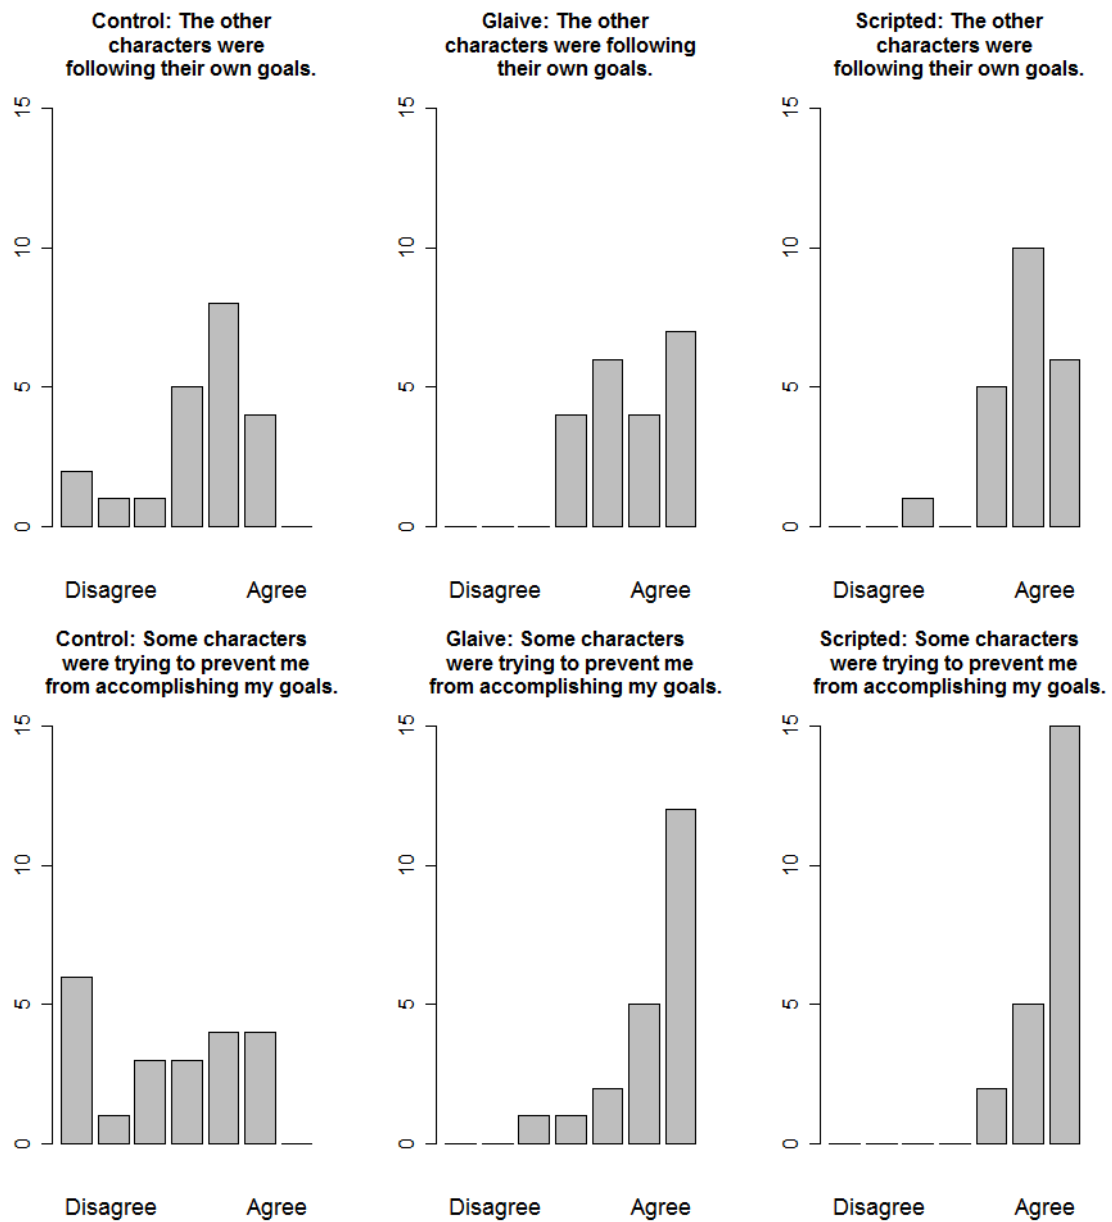 Control: The other
characters were
following their own goals.
Glaive: The other
characters were following
their own goals.
Scripted: The other
characters were
following their own goals.
15
10
5
0
15
10
5
0
15
10
5
0
Disagree Agree
Disagree Agree
Disagree Agree
Control: Some characters
were trying to prevent me
from accomplishing my goals.
Glaive: Some characters
were trying to prevent me
from accomplishing my goals.
Scripted: Some characters
were trying to prevent me
from accomplishing my goals.
15
10
5
0
15
10
5
0
15
10
5
0
Disagree Agree
Disagree Agree
Disagree Agree